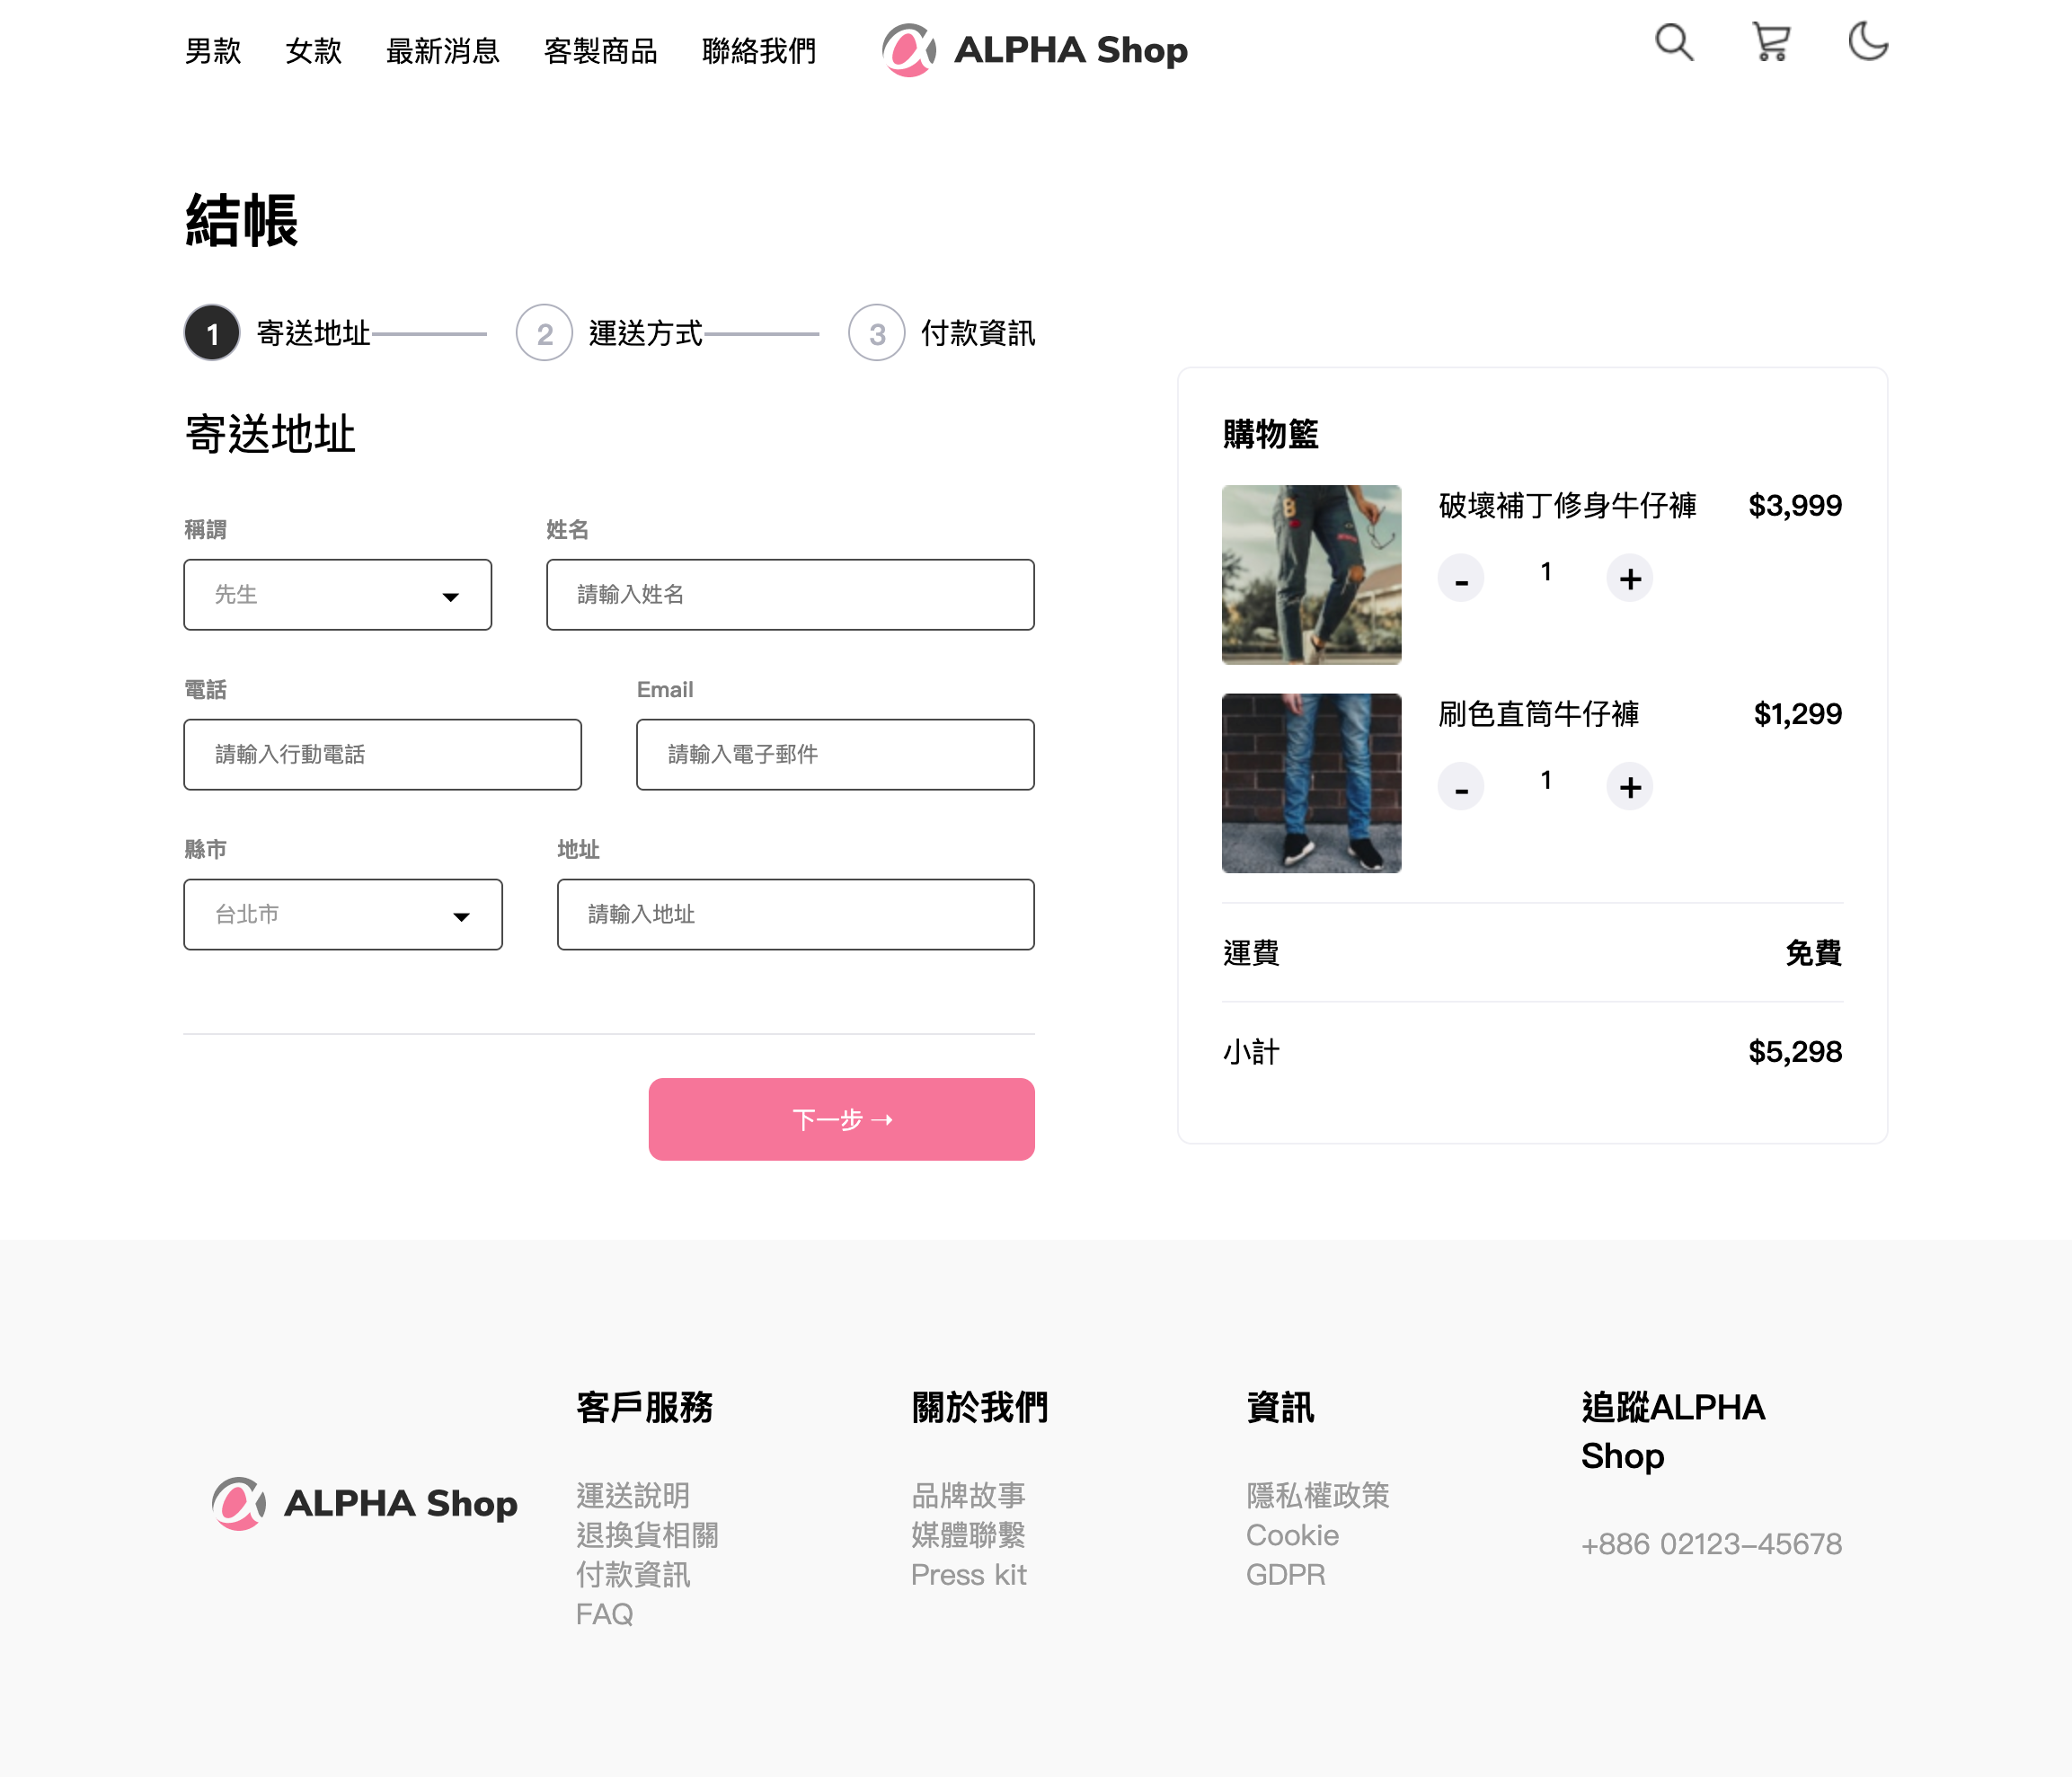 男款 女款 最新消息 客製商品 聯絡我們 ALPHA Shop
結帳
1 寄送地址 2 運送方式 3 付款資訊
寄送地址
稱謂 姓名
先生 請輸入姓名
電話 Email
請輸入行動電話 請輸入電子郵件
縣市 地址
台北市 請輸入地址
下一步 →
購物籃
破壞補丁修身牛仔褲 $3,999
- 1 +
刷色直筒牛仔褲 $1,299
- 1 +
運費 免費
小計 $5,298
ALPHA Shop
客戶服務
運送說明
退換貨相關
付款資訊
FAQ
關於我們
品牌故事
媒體聯繫
Press kit
資訊
隱私權政策
Cookie
GDPR
追蹤ALPHA
Shop
+886 02123-45678